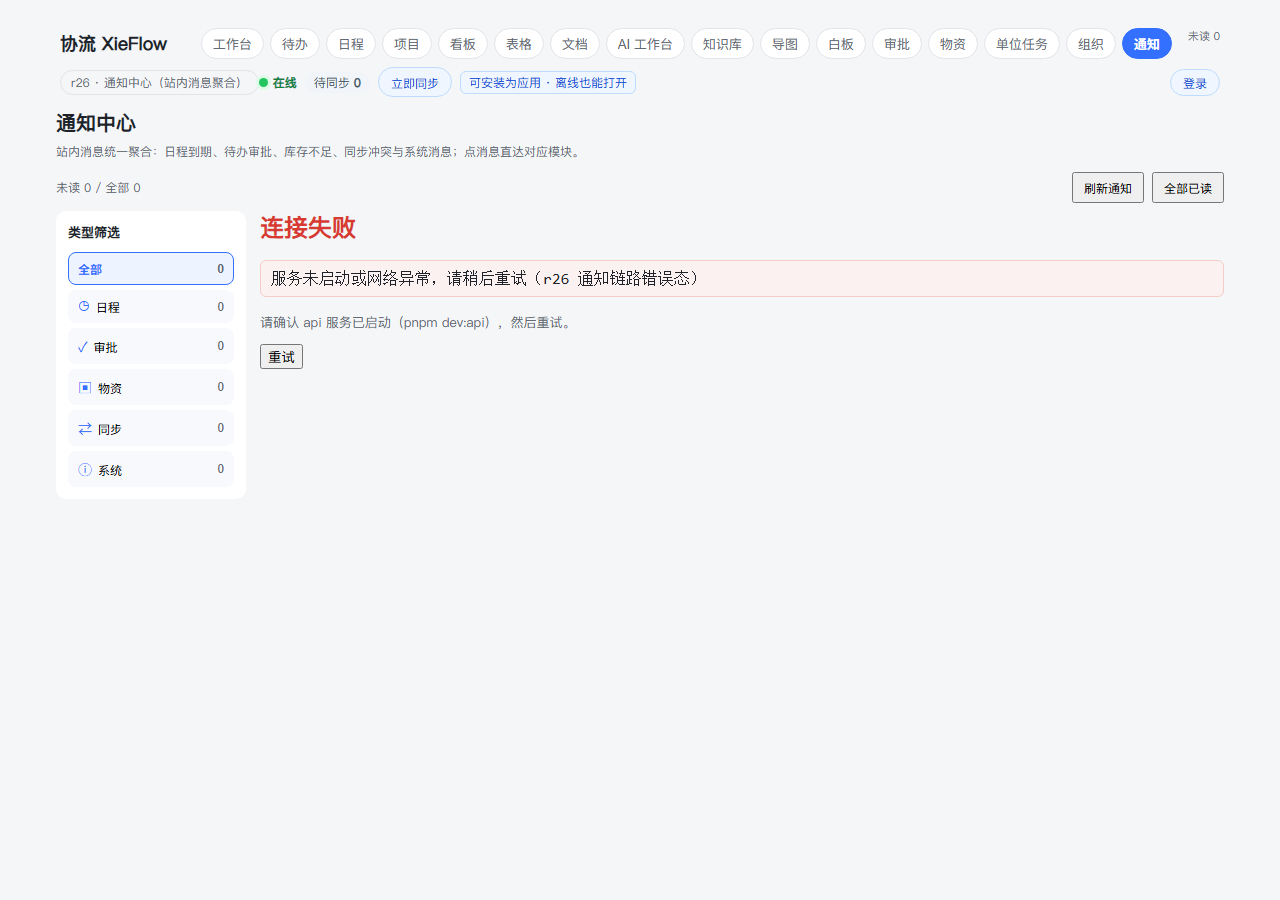 协流 XieFlow
工作台 待办 日程 项目 看板 表格 文档 AI 工作台 知识库 导图 白板 审批 物资 单位任务 组织 通知 未读 0
r26 · 通知中心（站内消息聚合） 在线 待同步 0 立即同步 可安装为应用 · 离线也能打开 登录
通知中心
站内消息统一聚合：日程到期、待办审批、库存不足、同步冲突与系统消息；点消息直达对应模块。
未读 0 / 全部 0 刷新通知 全部已读
类型筛选
全部 0
日程 0
审批 0
物资 0
同步 0
系统 0
连接失败
服务未启动或网络异常，请稍后重试（r26 通知链路错误态）
请确认 api 服务已启动（pnpm dev:api），然后重试。
重试